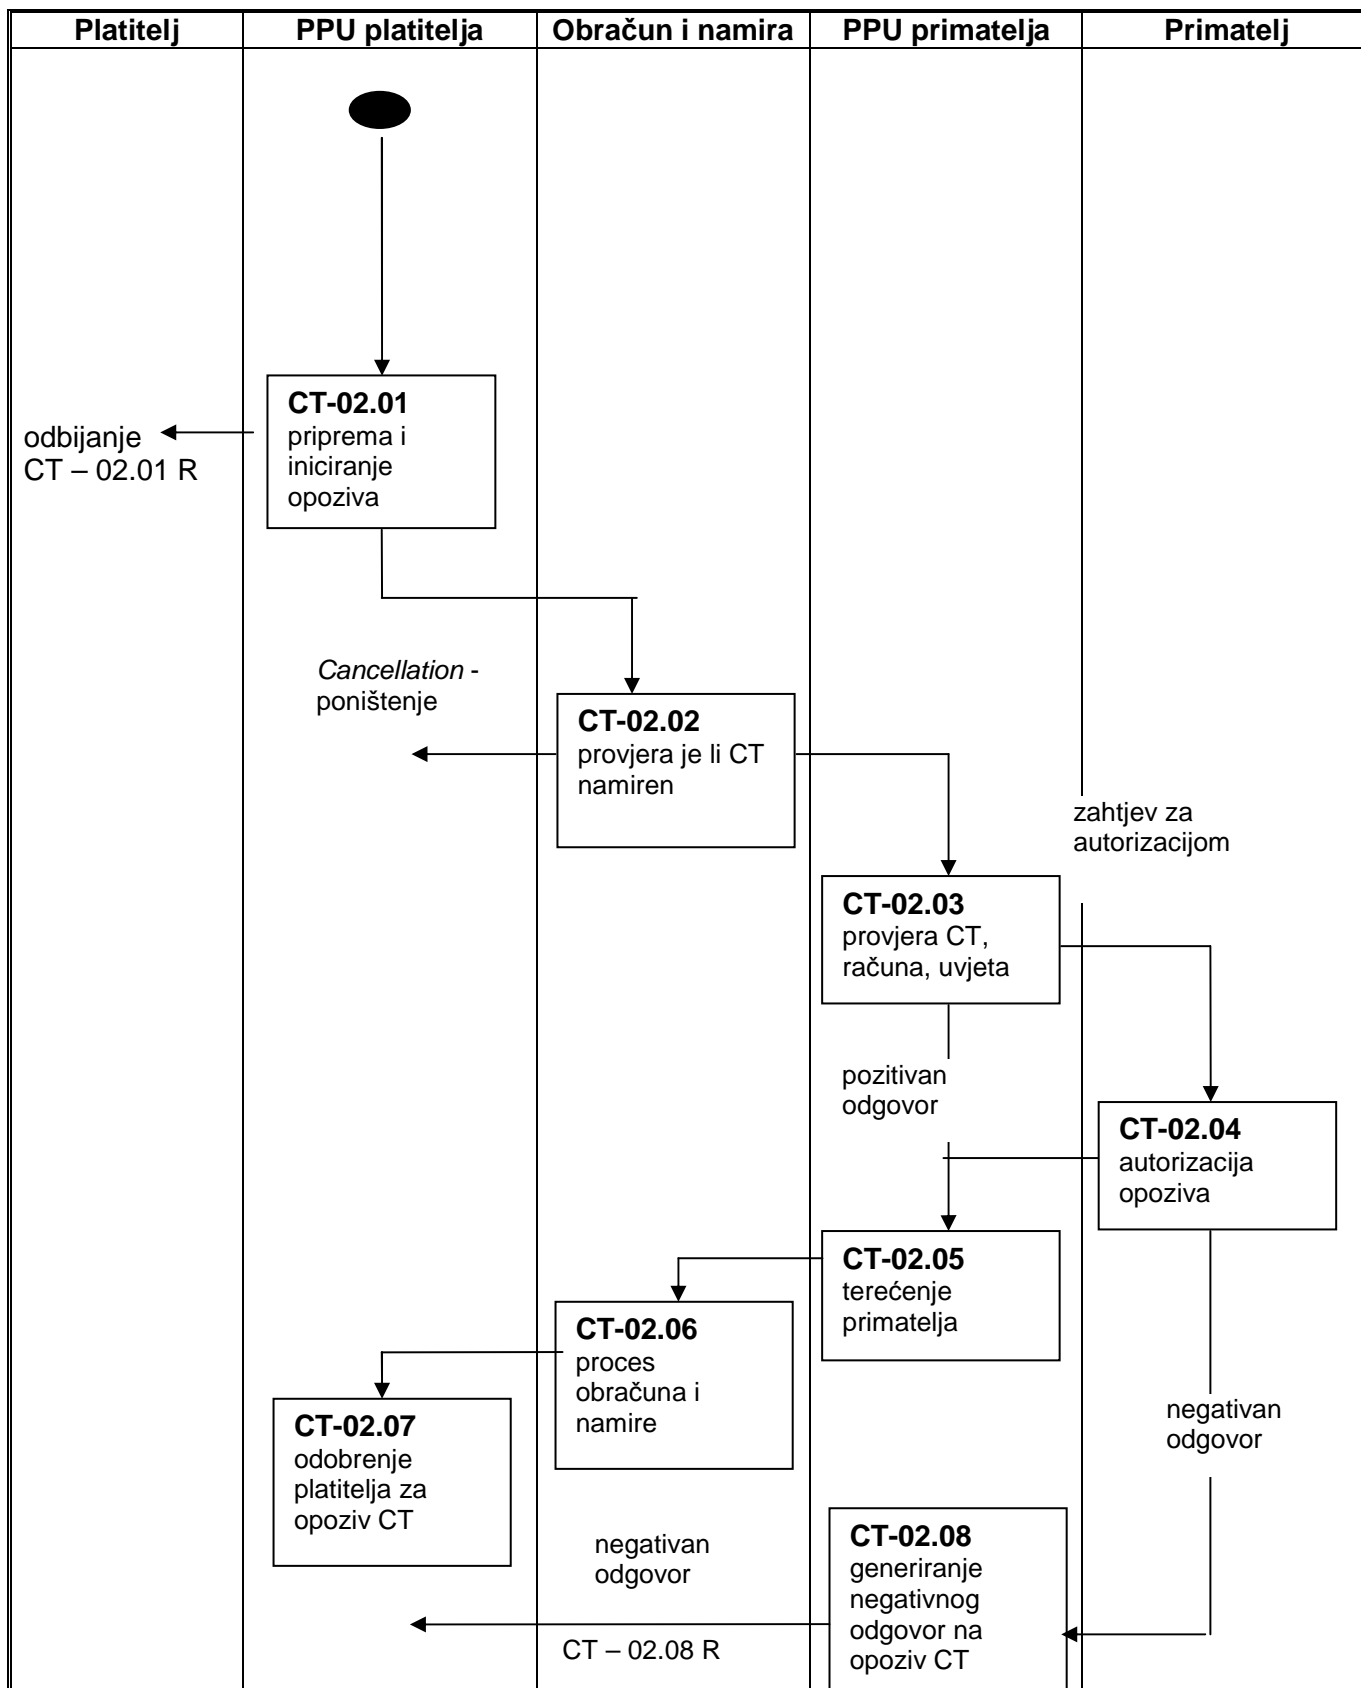 Platitelj
PPU platitelja
Obračun i namira
PPU primatelja
Primatelj
CT-02.01
priprema i
iniciranje
opoziva
odbijanje
CT – 02.01 R
Cancellation -
poništenje
CT-02.02
provjera je li CT
namiren
zahtjev za
autorizacijom
CT-02.03
provjera CT,
računa, uvjeta
pozitivan
odgovor
CT-02.04
autorizacija
opoziva
CT-02.05
terećenje
primatelja
CT-02.06
proces
obračuna i
namire
CT-02.07
odobrenje
platitelja za
opoziv CT
negativan
odgovor
negativan
odgovor
CT-02.08
generiranje
negativnog
odgovor na
opoziv CT
CT – 02.08 R